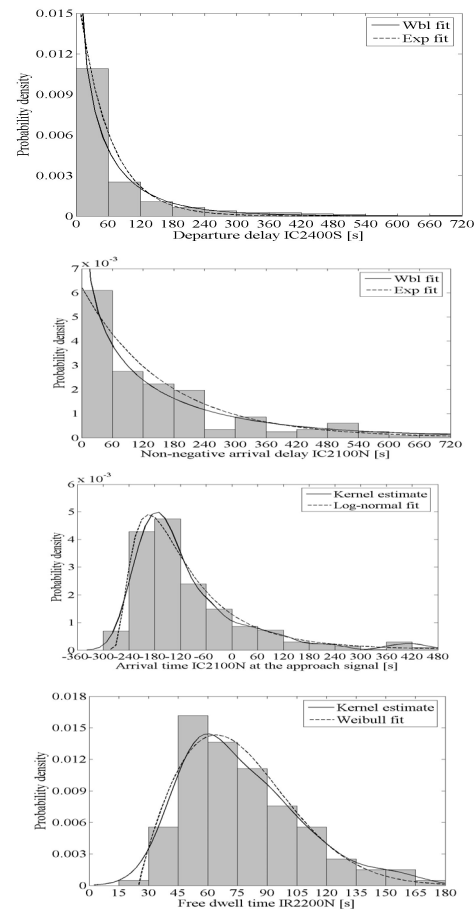 0.015
Wbl fit
Exp fit
0.012
0.009
0.006
0.003
0
Probability density
0 60 120 180 240 300 360 420 480 540 600 660 720
Departure delay IC2400S [s]
x 10-3
7
Wbl fit
Exp fit
6
5
4
3
2
1
0
Probability density
0 60 120 180 240 300 360 420 480 540 600 660 720
Non-negative arrival delay IC2100N [s]
x 10-3
6
Kernel estimate
Log-normal fit
5
4
3
2
1
0
Probability density
-360-300-240-180-120 -60 0 60 120 180 240 300 360 420 480
Arrival time IC2100N at the approach signal [s]
0.018
Kernel estimate
Weibull fit
0.015
0.012
0.009
0.006
0.003
0
Probability density
0 15 30 45 60 75 90 105 120 135 150 165 180
Free dwell time IR2200N [s]